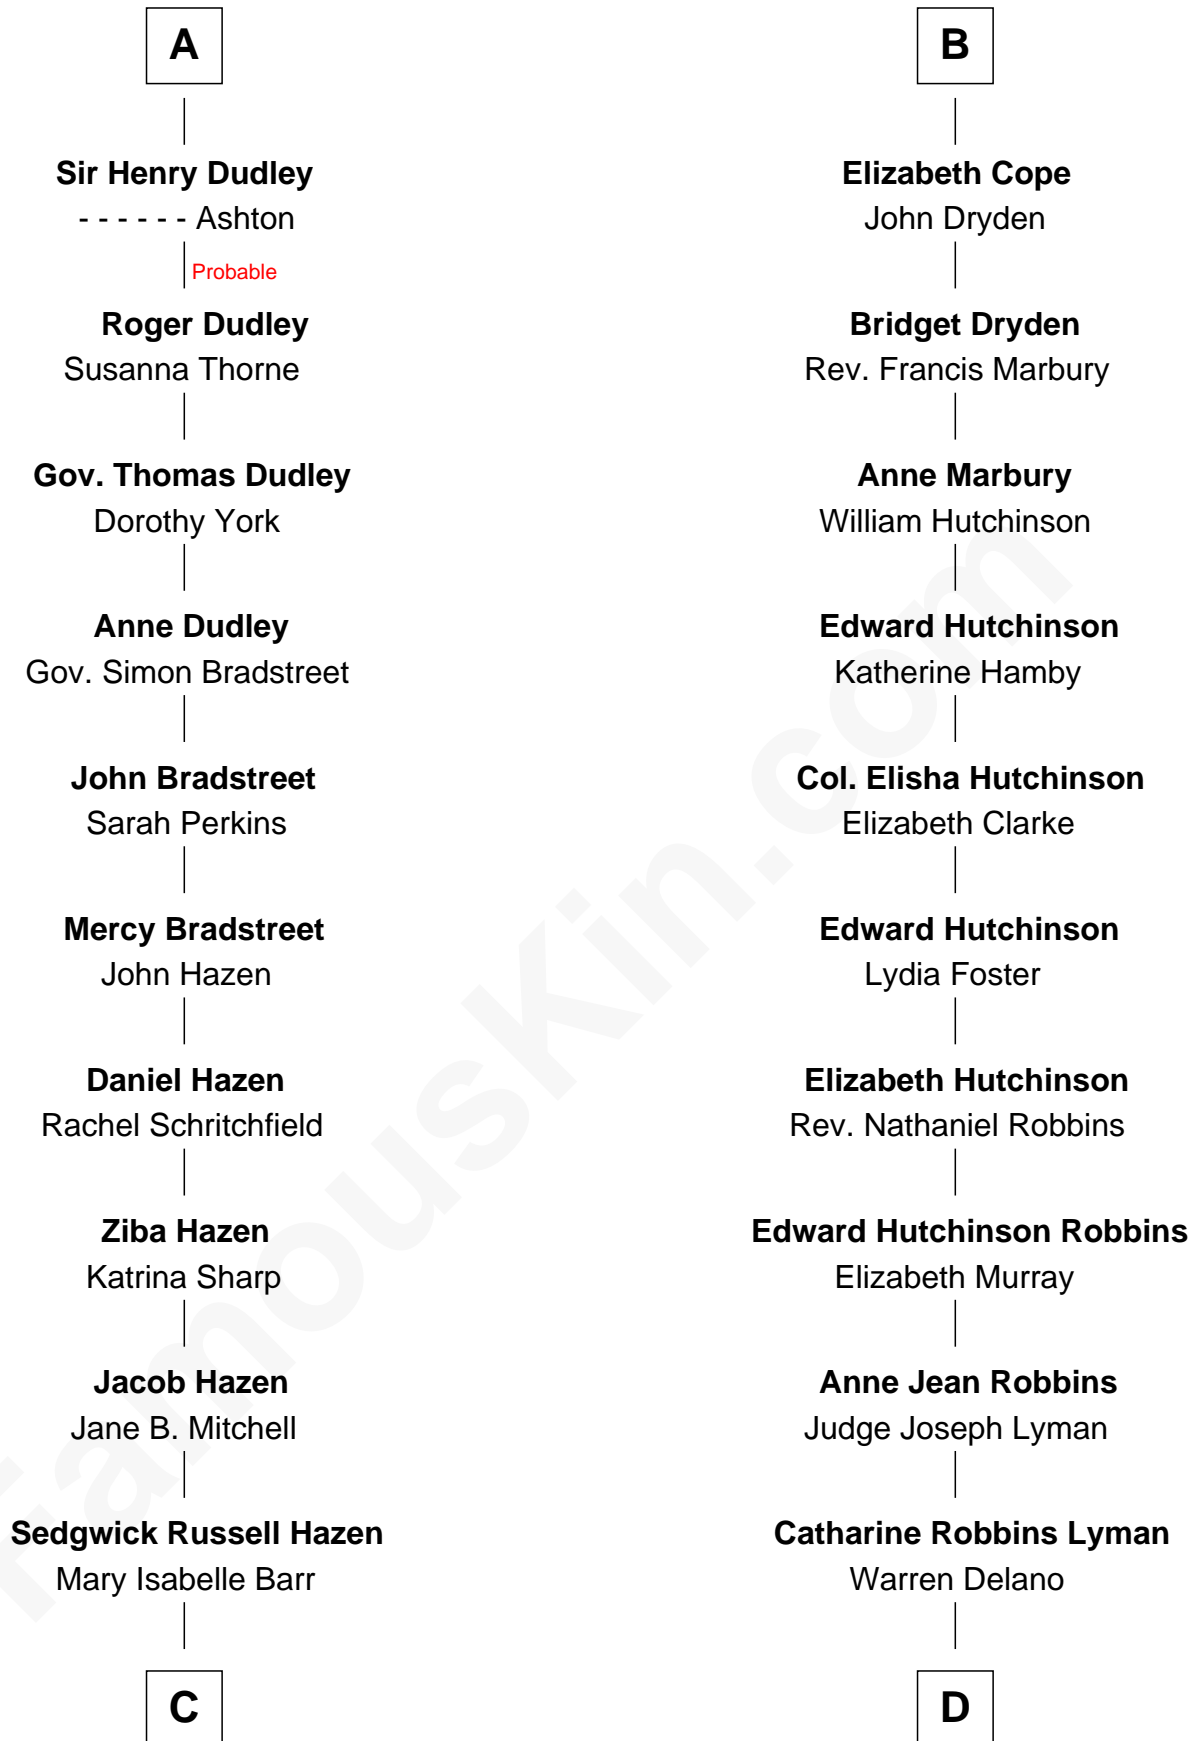 A
Sir Henry Dudley
- - - - - - Ashton
Probable
Roger Dudley
Susanna Thorne
Gov. Thomas Dudley
Dorothy York
Anne Dudley
Gov. Simon Bradstreet
John Bradstreet
Sarah Perkins
Mercy Bradstreet
John Hazen
Daniel Hazen
Rachel Schritchfield
Ziba Hazen
Katrina Sharp
Jacob Hazen
Jane B. Mitchell
Sedgwick Russell Hazen
Mary Isabelle Barr
C
B
Elizabeth Cope
John Dryden
Bridget Dryden
Rev. Francis Marbury
Anne Marbury
William Hutchinson
Edward Hutchinson
Katherine Hamby
Col. Elisha Hutchinson
Elizabeth Clarke
Edward Hutchinson
Lydia Foster
Elizabeth Hutchinson
Rev. Nathaniel Robbins
Edward Hutchinson Robbins
Elizabeth Murray
Anne Jean Robbins
Judge Joseph Lyman
Catharine Robbins Lyman
Warren Delano
D
FamousKin.com